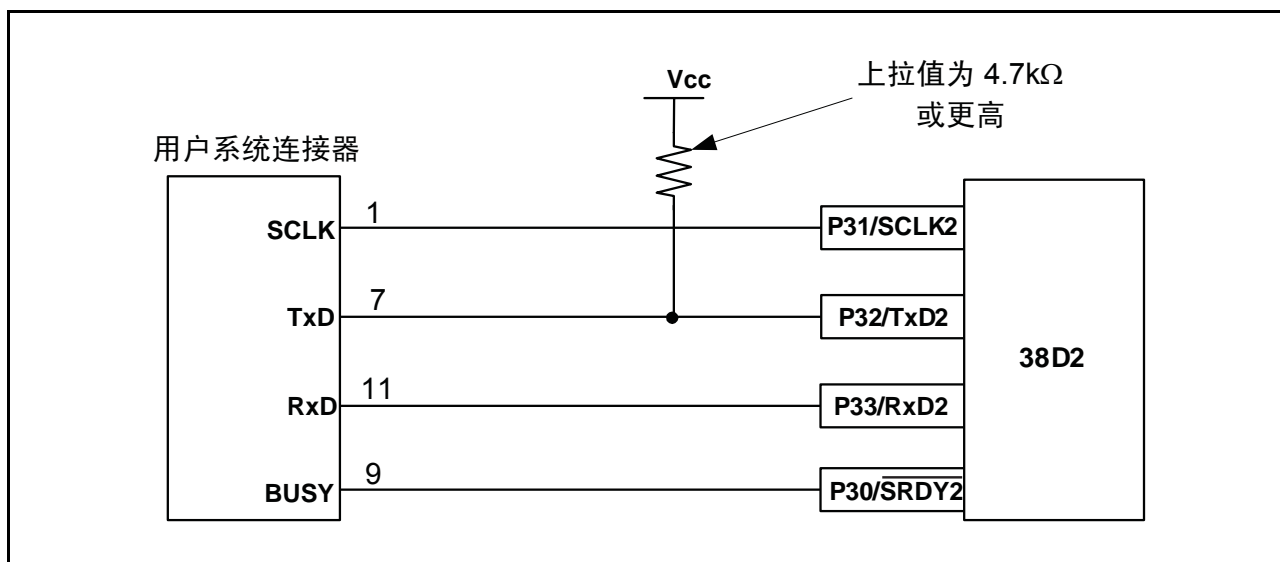 Vcc
上拉值为 4.7kΩ
或更高
用户系统连接器
SCLK 1 P31/SCLK2
TxD 7 P32/TxD2
38D2
RxD 11 P33/RxD2
BUSY 9 P30/S̅R̅D̅Y̅2̅